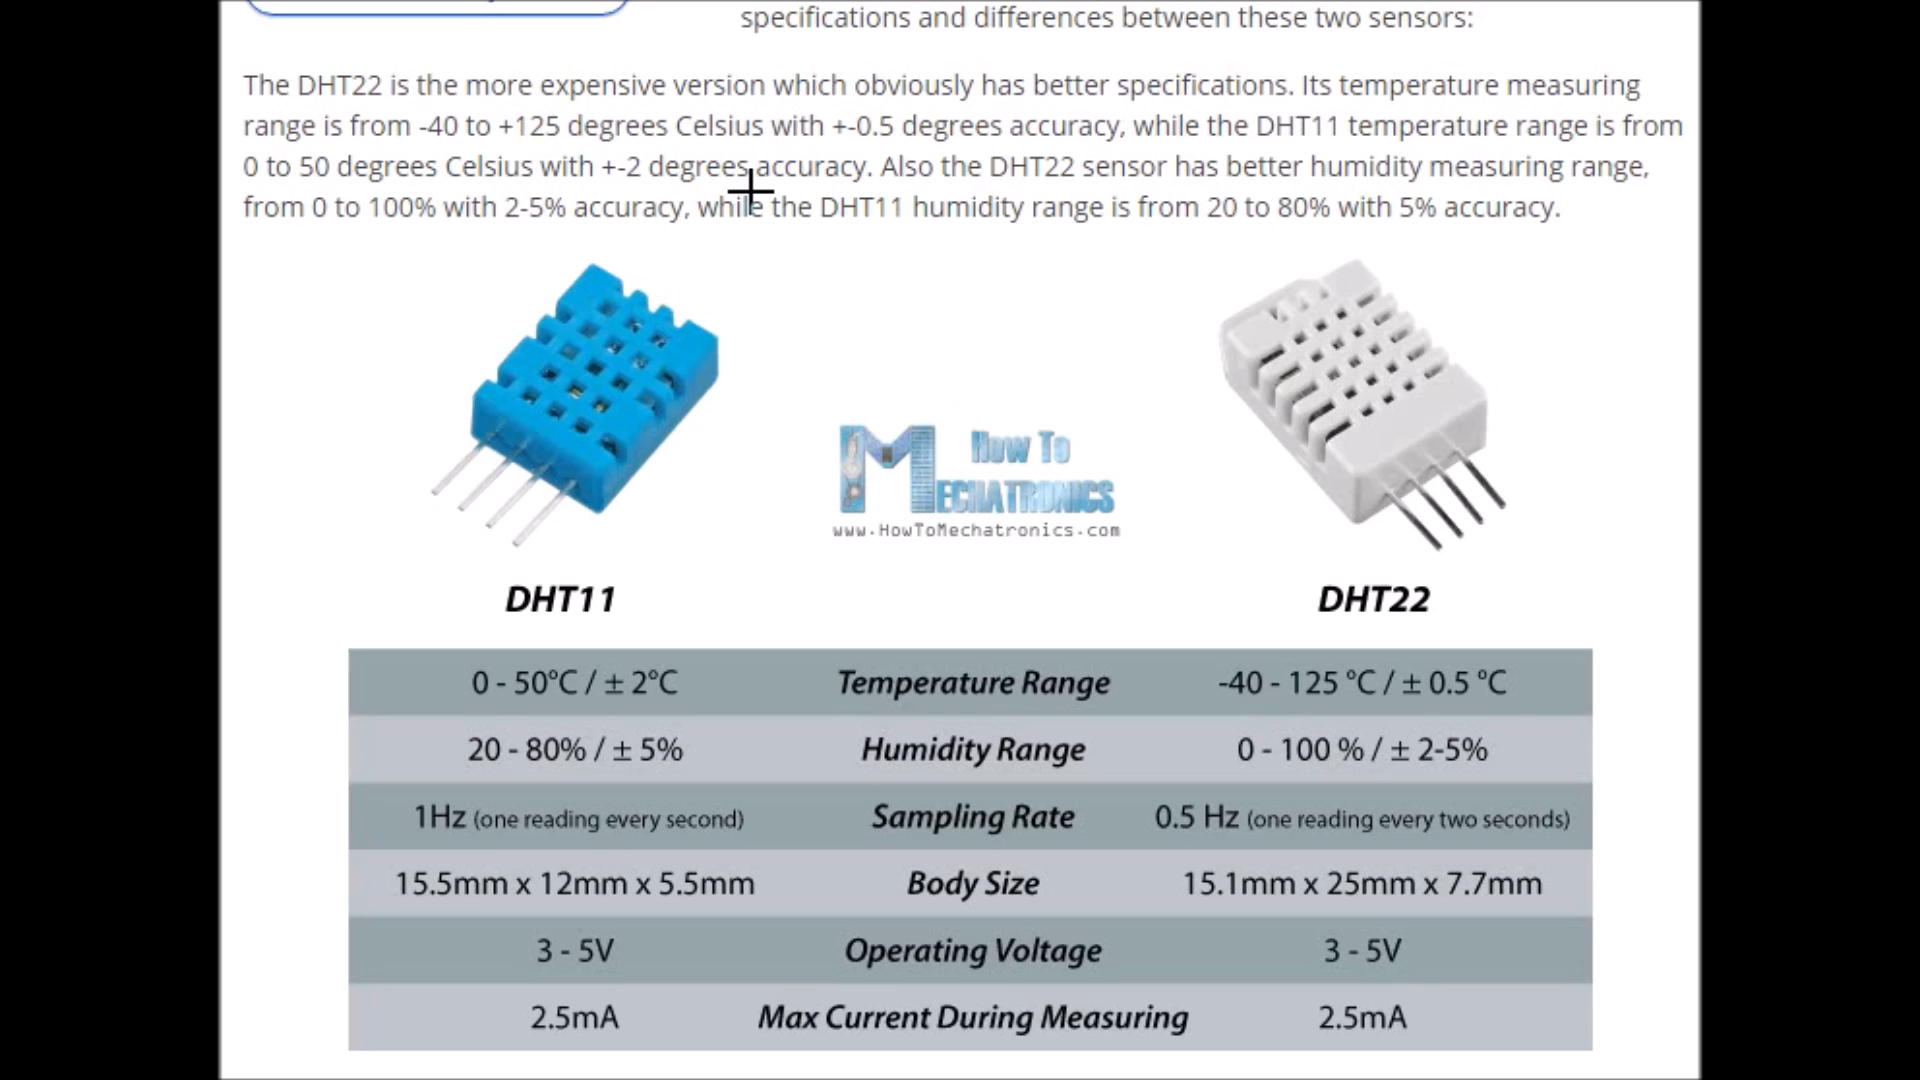 specifications and differences between these two sensors:
The DHT22 is the more expensive version which obviously has better specifications. Its temperature measuring
range is from -40 to +125 degrees Celsius with +-0.5 degrees accuracy, while the DHT11 temperature range is from
0 to 50 degrees Celsius with +-2 degrees accuracy. Also the DHT22 sensor has better humidity measuring range,
from 0 to 100% with 2-5% accuracy, while the DHT11 humidity range is from 20 to 80% with 5% accuracy.
How To
MECHATRONICS
www.HowToMechatronics.com
DHT11 DHT22
0 - 50°C / ± 2°C Temperature Range -40 - 125 °C / ± 0.5 °C
20 - 80% / ± 5% Humidity Range 0 - 100 % / ± 2-5%
1Hz (one reading every second) Sampling Rate 0.5 Hz (one reading every two seconds)
15.5mm x 12mm x 5.5mm Body Size 15.1mm x 25mm x 7.7mm
3 - 5V Operating Voltage 3 - 5V
2.5mA Max Current During Measuring 2.5mA